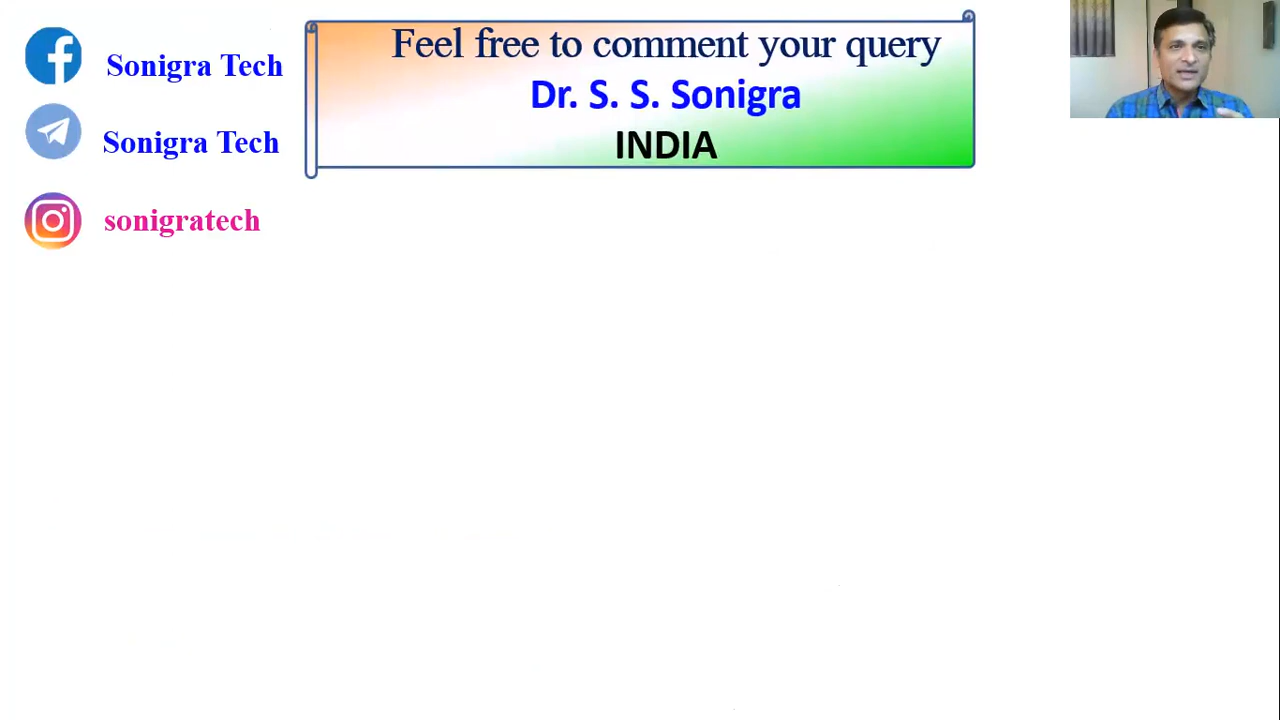 Sonigra Tech
Sonigra Tech
sonigratech
Feel free to comment your query
Dr. S. S. Sonigra
INDIA